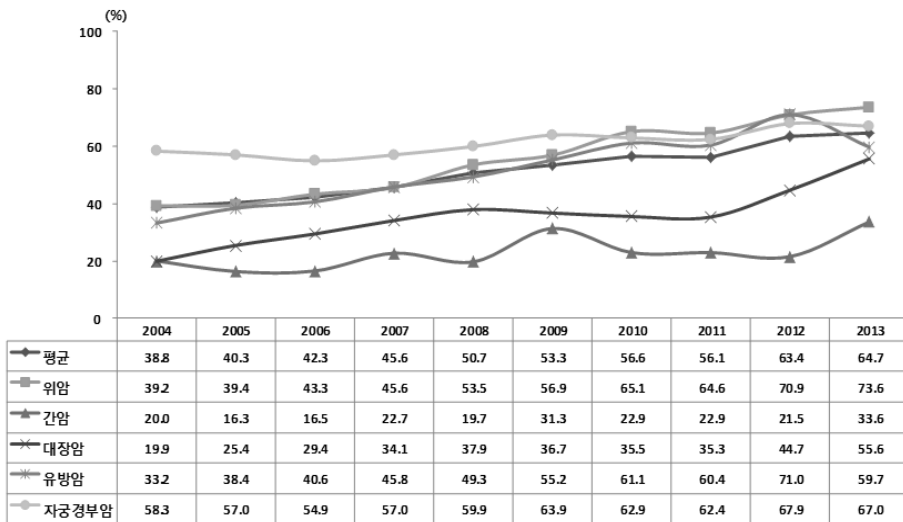 (%)
100
80
60
40
20
0
2004 2005 2006 2007 2008 2009 2010 2011 2012 2013
평균 38.8 40.3 42.3 45.6 50.7 53.3 56.6 56.1 63.4 64.7
위암 39.2 39.4 43.3 45.6 53.5 56.9 65.1 64.6 70.9 73.6
간암 20.0 16.3 16.5 22.7 19.7 31.3 22.9 22.9 21.5 33.6
대장암 19.9 25.4 29.4 34.1 37.9 36.7 35.5 35.3 44.7 55.6
유방암 33.2 38.4 40.6 45.8 49.3 55.2 61.1 60.4 71.0 59.7
자궁경부암 58.3 57.0 54.9 57.0 59.9 63.9 62.9 62.4 67.9 67.0